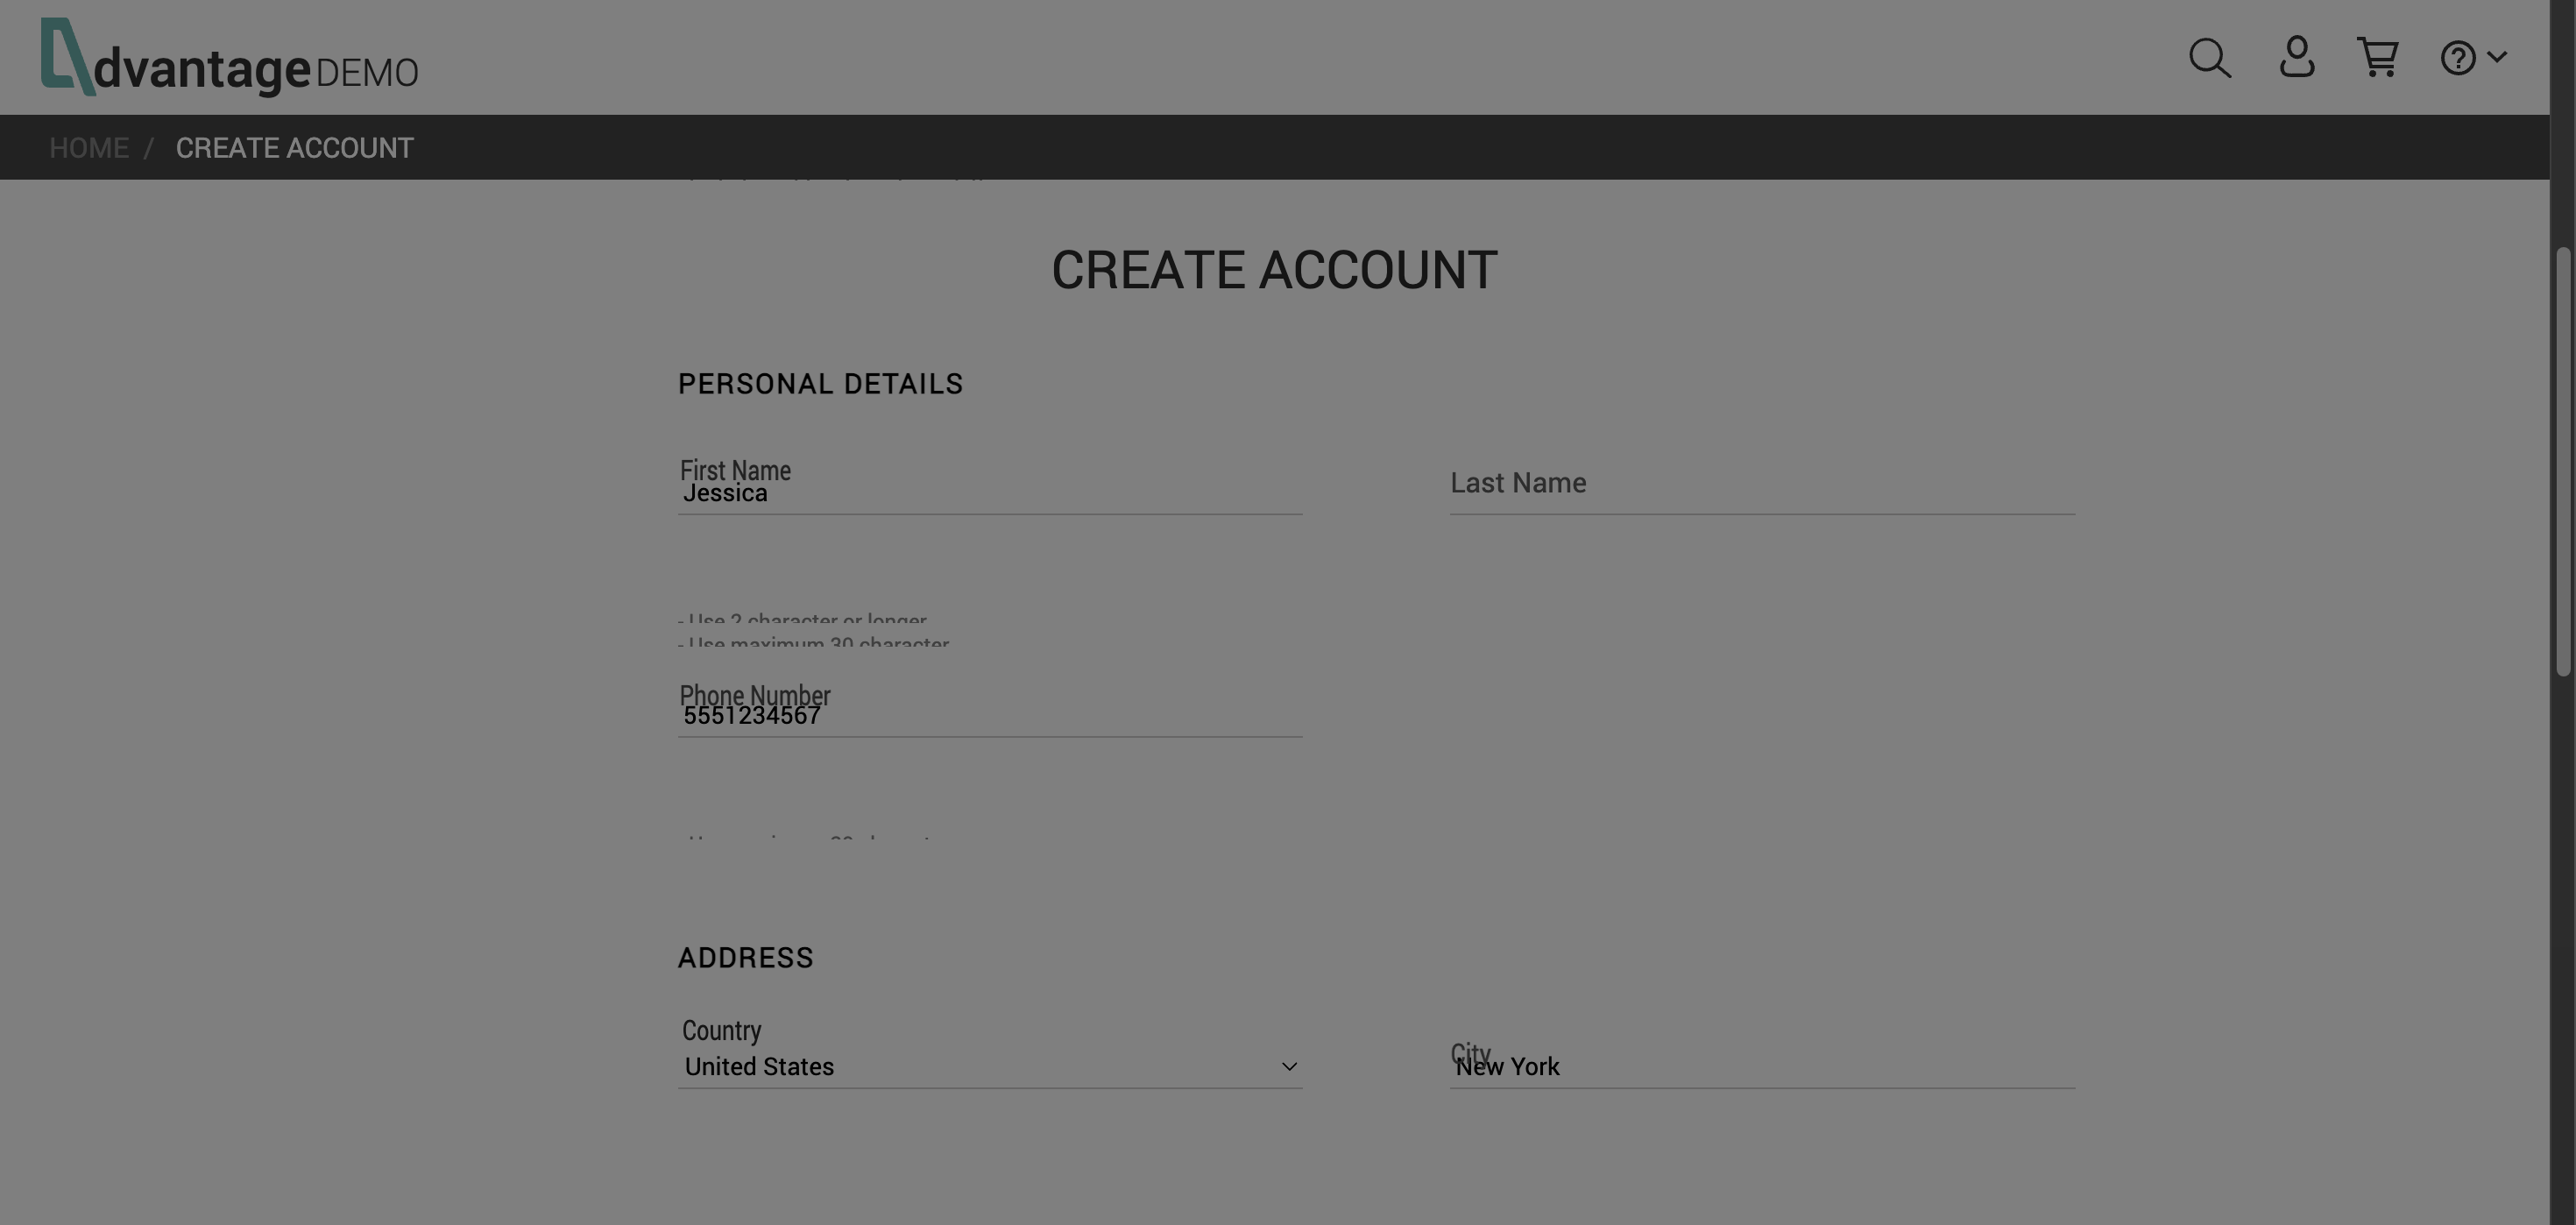 dvantage DEMO
HOME / CREATE ACCOUNT
CREATE ACCOUNT
PERSONAL DETAILS
First Name
Jessica
Last Name
- Use 2 character or longer
- Use maximum 30 character
Phone Number
5551234567
ADDRESS
Country
United States
City
New York